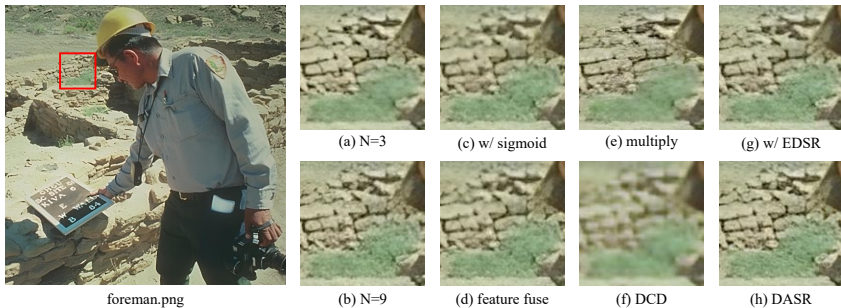 (a) N=3
(c) w/ sigmoid
(e) multiply
(g) w/ EDSR
foreman.png
(b) N=9
(d) feature fuse
(f) DCD
(h) DASR